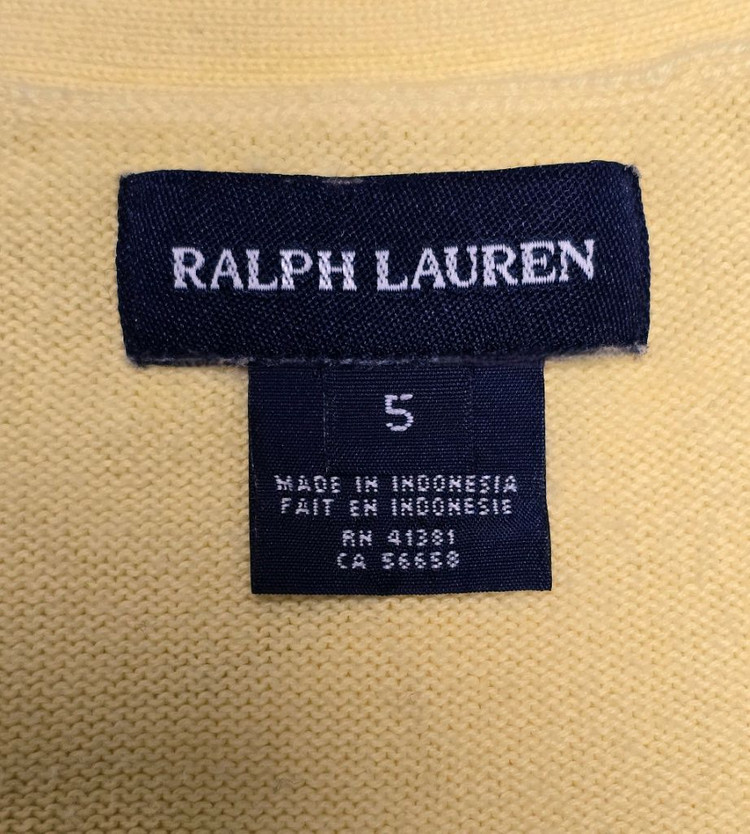 RALPH LAUREN
5
MADE IN INDONESIA
FAIT EN INDONESIE
RN 41381
CA 56658